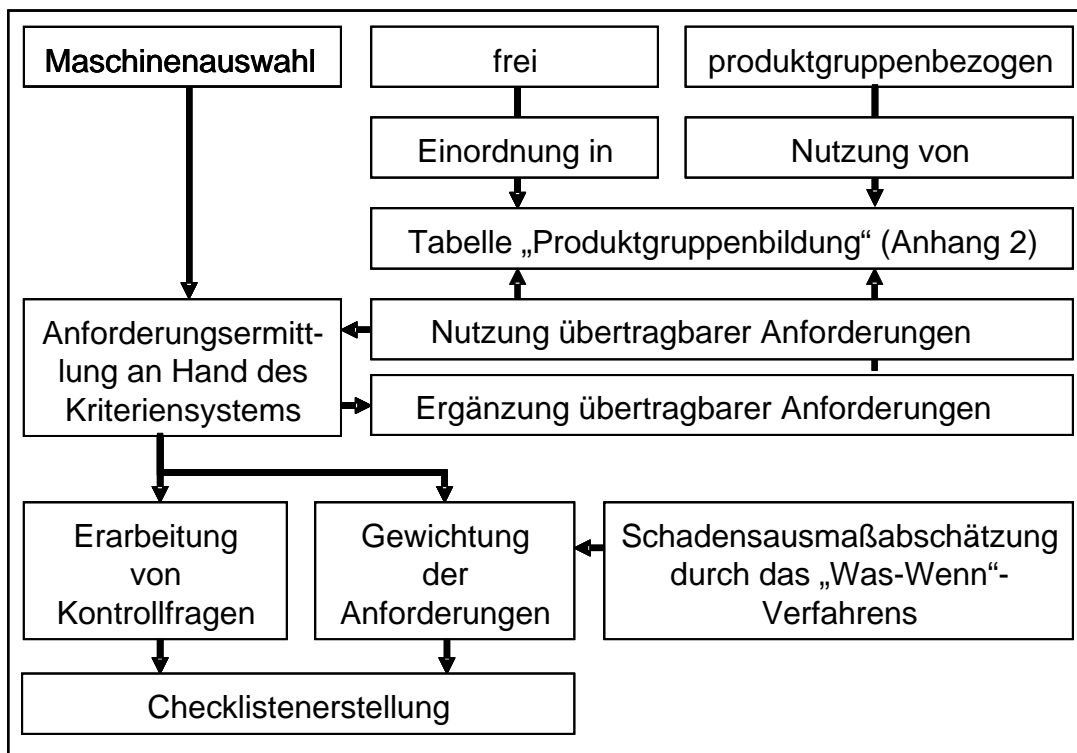 Maschinenauswahl
frei
produktgruppenbezogen
Einordnung in
Nutzung von
Tabelle „Produktgruppenbildung“ (Anhang 2)
Anforderungsermitt-
lung an Hand des
Kriteriensystems
Nutzung übertragbarer Anforderungen
Ergänzung übertragbarer Anforderungen
Erarbeitung
von
Kontrollfragen
Gewichtung
der
Anforderungen
Schadensausmaßabschätzung
durch das „Was-Wenn“-
Verfahrens
Checklistenerstellung